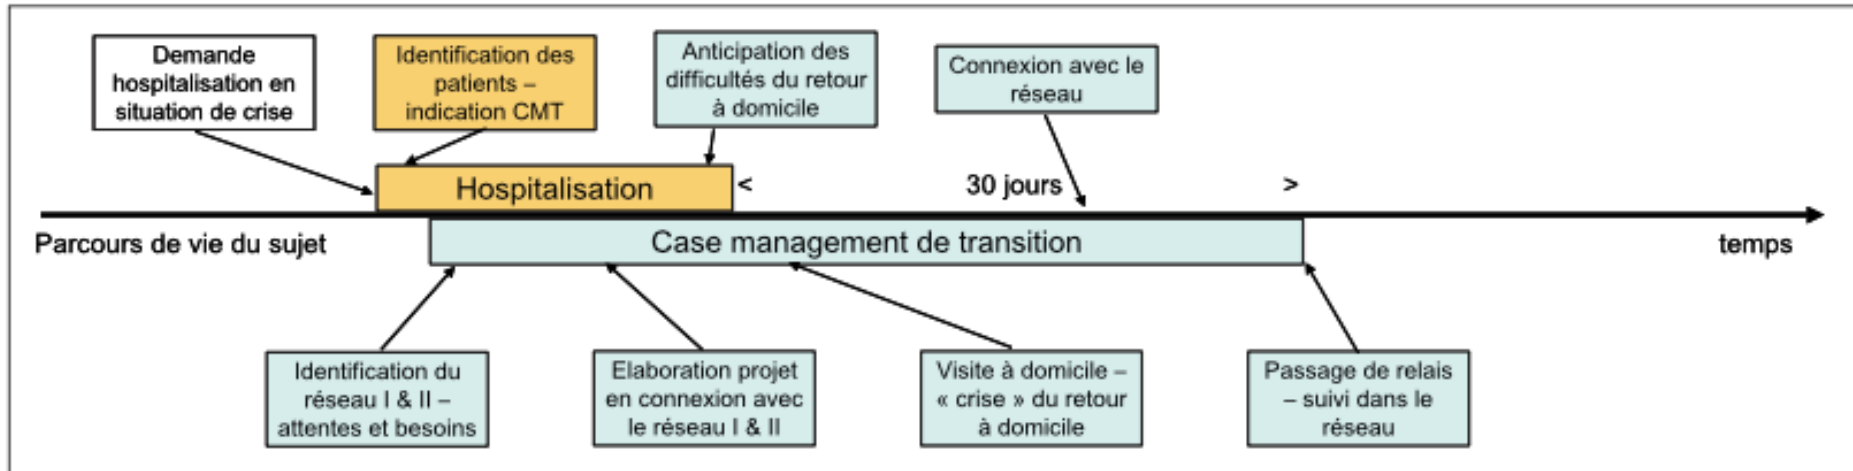 Demande
hospitalisation en
situation de crise
Identification des
patients –
indication CMT
Anticipation des
difficultés du retour
à domicile
Connexion avec le
réseau
Hospitalisation
< 30 jours >
Parcours de vie du sujet
Case management de transition
temps
Identification du
réseau I & II –
attentes et besoins
Elaboration projet
en connexion avec
le réseau I & II
Visite à domicile –
« crise » du retour
à domicile
Passage de relais
– suivi dans le
réseau